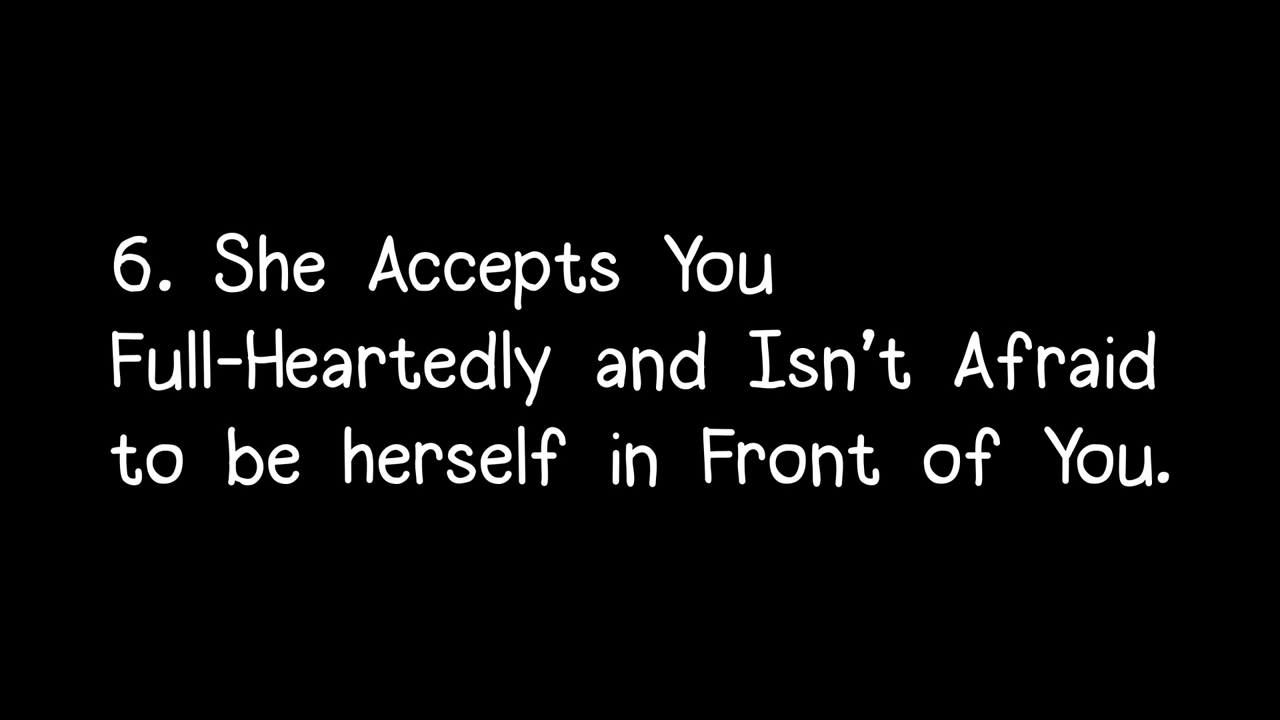 6. She Accepts You
Full-Heartedly and Isn't Afraid
to be herself in Front of You.